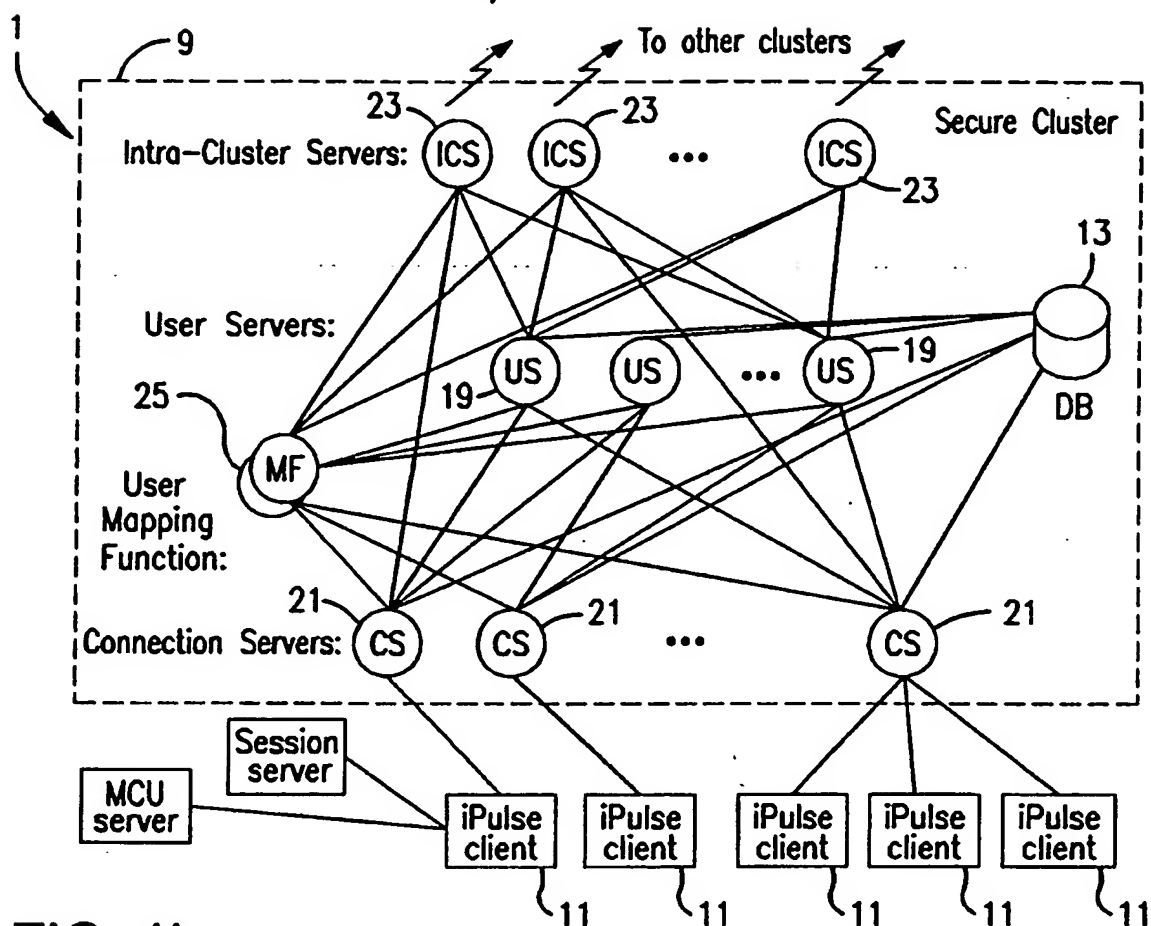 1
9
To other clusters
23
23
Secure Cluster
Intra-Cluster Servers:
ICS
ICS
•••
ICS
23
13
User Servers:
US
US
•••
US
19
19
DB
25
MF
User
Mapping
Function:
21
21
21
Connection Servers:
CS
CS
•••
CS
Session
server
MCU
server
iPulse
client
iPulse
client
iPulse
client
iPulse
client
iPulse
client
11
11
11
11
11